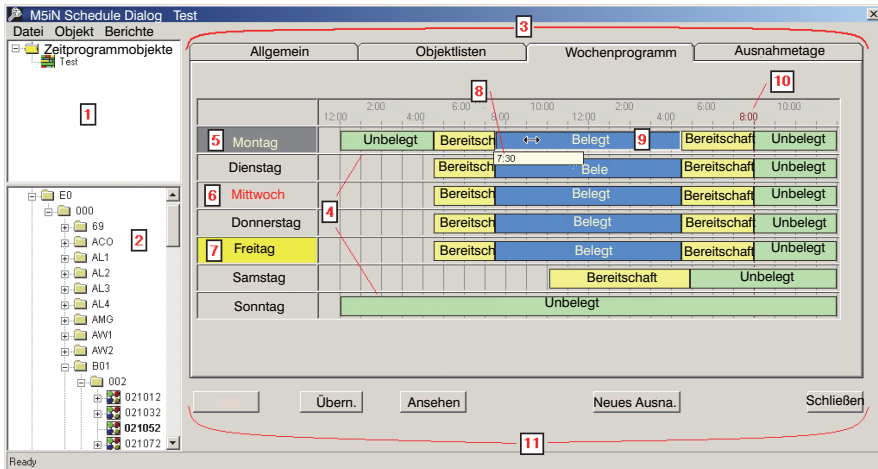 M5iN Schedule Dialog Test
Datei Objekt Berichte
Zeitprogrammobjekte
Test
1
E0
000
69
ACO
AL1
AL2
AL3
AL4
AMG
AW1
AW2
B01
002
021012
021032
021052
021072
2
3
Allgemein Objektlisten Wochenprogramm Ausnahmetage
8 10
2:00 6:00 10:00 2:00 6:00 10:00
12:00 4:00 8:00 12:00 4:00 8:00
5 Montag Unbelegt Bereitsch Belegt 9 Bereitschaft Unbelegt
7:30
Dienstag Bereitsch Bele Bereitschaft Unbelegt
6 Mittwoch Bereitsch Belegt Bereitschaft Unbelegt
4
Donnerstag Bereitsch Belegt Bereitschaft Unbelegt
7 Freitag Bereitsch Belegt Bereitschaft Unbelegt
Samstag Bereitschaft Unbelegt
Sonntag Unbelegt
Übern. Ansehen Neues Ausna. Schließen
11
Ready